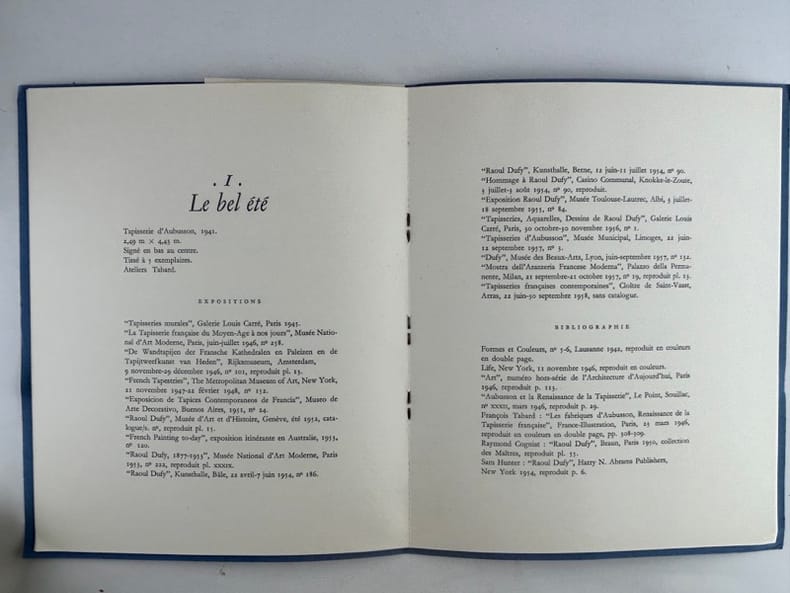 . I .
Le bel été
Tapisserie d'Aubusson, 1941.
2,49 m × 4,45 m.
Signé en bas au centre.
Tissé à 5 exemplaires.
Ateliers Tabard.
EXPOSITIONS
"Tapisseries murales", Galerie Louis Carré, Paris 1945.
"La Tapisserie française du Moyen-Age à nos jours", Musée Natio-
nal d'Art Moderne, Paris, juin-juillet 1946, nº 258.
"De Wandtapijen der Fransche Kathedralen en Paleizen en de
Tapijtweefkunst van Heden", Rijksmuseum, Amsterdam,
9 novembre-29 décembre 1946, nº 101, reproduit pl. 13.
"French Tapestries", The Metropolitan Museum of Art, New York,
21 novembre 1947-22 février 1948, nº 152.
"Exposicion de Tapices Contemporaneos de Francia", Museo de
Arte Decorativo, Buenos Aires, 1951, nº 24.
"Raoul Dufy", Musée d'Art et d'Histoire, Genève, été 1952, cata-
logue/s. nº, reproduit pl. 15.
"French Painting to-day", exposition itinérante en Australie, 1953,
nº 120.
"Raoul Dufy, 1877-1953", Musée National d'Art Moderne, Paris
1953, nº 222, reproduit pl. XXXIX.
"Raoul Dufy", Kunsthalle, Bâle, 22 avril-7 juin 1954, nº 186.
"Raoul Dufy", Kunsthalle, Berne, 12 juin-11 juillet 1954, nº 90.
"Hommage à Raoul Dufy", Casino Communal, Knokke-le-Zoute,
3 juillet-3 août 1954, nº 90, reproduit.
"Exposition Raoul Dufy", Musée Toulouse-Lautrec, Albi, 3 juillet-
18 septembre 1955, nº 84.
"Tapisseries, Aquarelles, Dessins de Raoul Dufy", Galerie Louis
Carré, Paris, 30 octobre-30 novembre 1956, nº 1.
"Tapisseries d'Aubusson", Musée Municipal, Limoges, 22 juin-
12 septembre 1957, nº 3.
"Dufy", Musée des Beaux-Arts, Lyon, juin-septembre 1957, nº 132.
"Mostra dell'Arazzeria Francese Moderna", Palazzo della Perma-
nente, Milan, 21 septembre-21 octobre 1957, nº 19, reproduit pl. 13.
"Tapisseries françaises contemporaines", Cloître de Saint-Vaast,
Arras, 22 juin-30 septembre 1958, sans catalogue.
BIBLIOGRAPHIE
Formes et Couleurs, nº 5-6, Lausanne 1942, reproduit en couleurs
en double page.
Life, New York, 11 novembre 1946, reproduit en couleurs.
"Art", numéro hors-série de l'Architecture d'Aujourd'hui, Paris
1946, reproduit p. 113.
"Aubusson et la Renaissance de la Tapisserie", Le Point, Souillac,
nº XXXII, mars 1946, reproduit p. 29.
François Tabard : "Les fabriques d'Aubusson, Renaissance de la
Tapisserie française", France-Illustration, Paris, 23 mars 1946,
reproduit en couleurs en double page, pp. 308-309.
Raymond Cogniat : "Raoul Dufy", Braun, Paris 1950, collection
des Maîtres, reproduit pl. 55.
Sam Hunter : "Raoul Dufy", Harry N. Abrams Publishers,
New York 1954, reproduit p. 6.